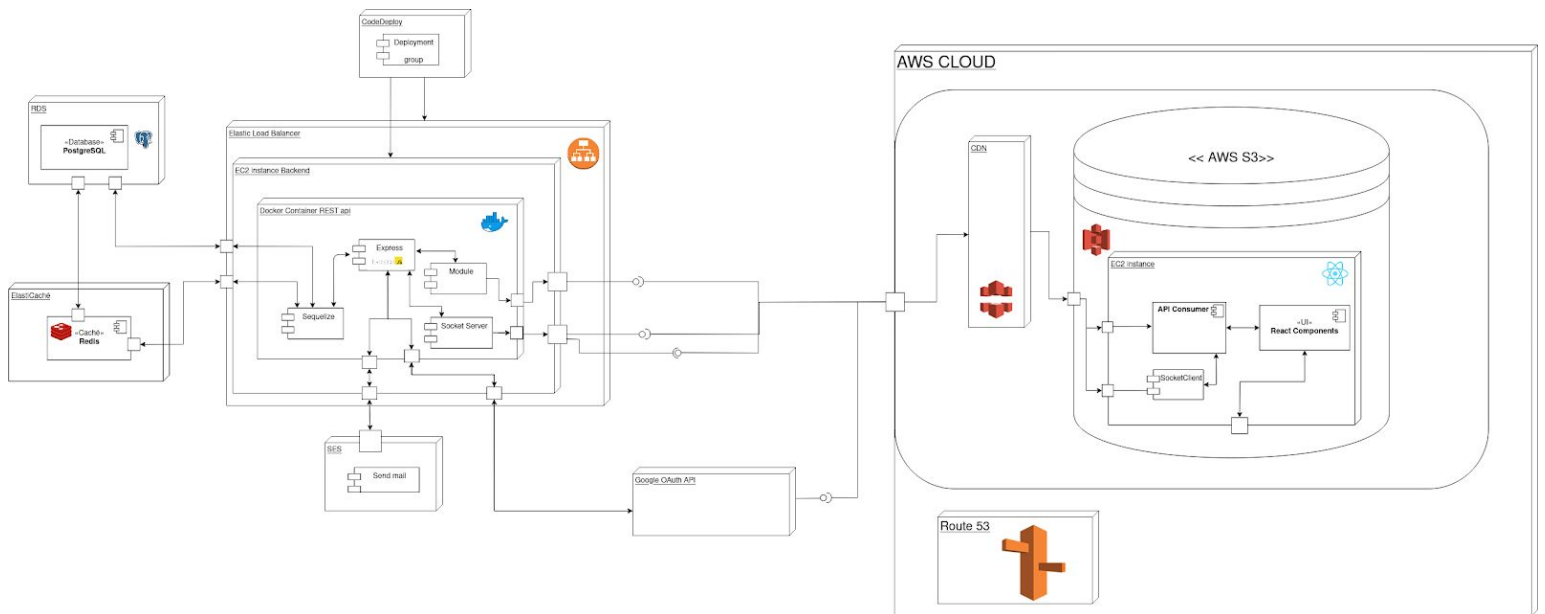 CodeDeploy
Deployment
group
AWS CLOUD
RDS
«Database»
PostgreSQL
Elastic Load Balancer
EC2 Instance Backend
Docker Container REST api
Express
JS
Module
Sequelize
Socket Server
ElastiCaché
«Caché»
Redis
SES
Send mail
Google OAuth API
CDN
<< AWS S3>>
EC2 instance
API Consumer
«UI»
React Components
SocketClient
Route 53